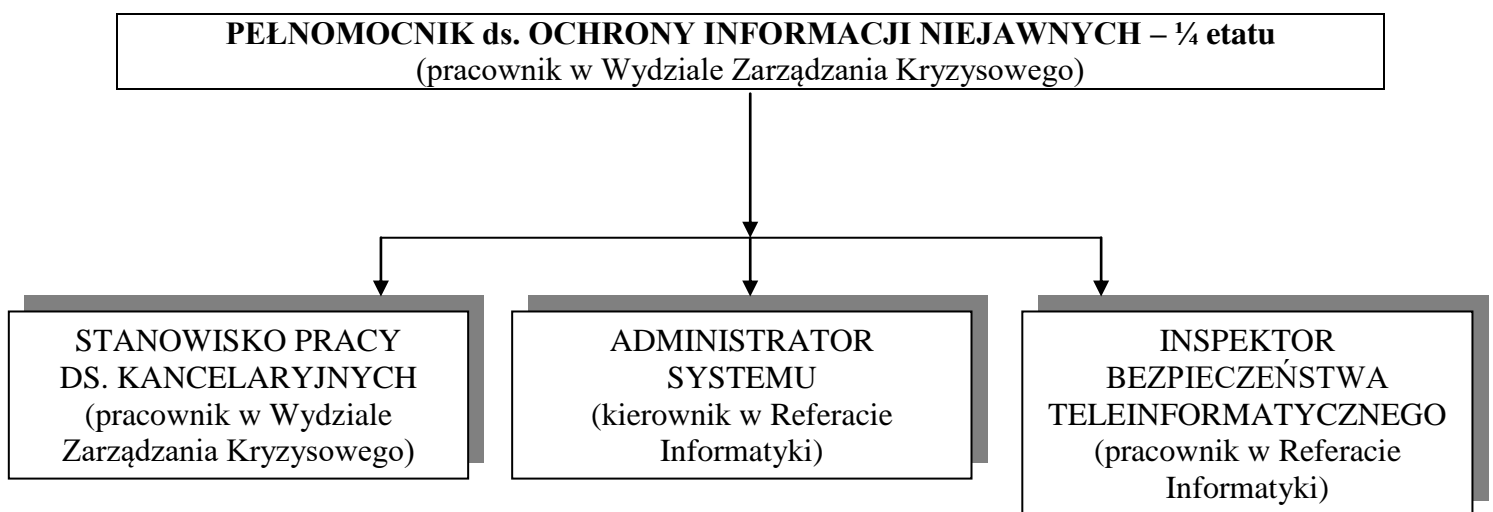 PEŁNOMOCNIK ds. OCHRONY INFORMACJI NIEJAWNYCH – ¼ etatu
(pracownik w Wydziale Zarządzania Kryzysowego)
STANOWISKO PRACY
DS. KANCELARYJNYCH
(pracownik w Wydziale
Zarządzania Kryzysowego)
ADMINISTRATOR
SYSTEMU
(kierownik w Referacie
Informatyki)
INSPEKTOR
BEZPIECZEŃSTWA
TELEINFORMATYCZNEGO
(pracownik w Referacie
Informatyki)